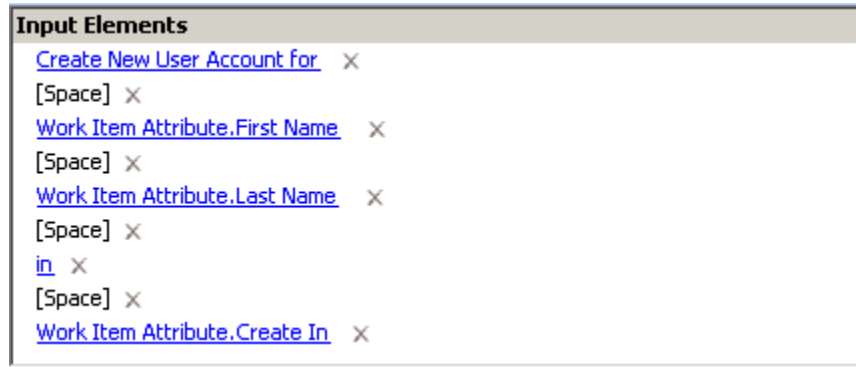 Input Elements
Create New User Account for
[Space]
Work Item Attribute.First Name
[Space]
Work Item Attribute.Last Name
[Space]
in
[Space]
Work Item Attribute.Create In